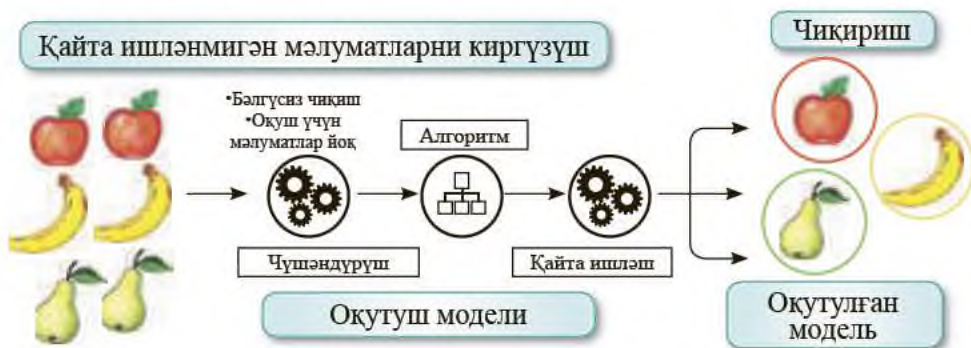 Қайта ишләнмигән мәлуматларни киргүзүш
Чиқириш
•Бәлгүсиз чиқиш
•Оқуш үчүн
мәлуматлар йоқ
Алгоритм
Чүшәндүрүш
Қайта ишләш
Оқутуш модели
Оқутулған
модель